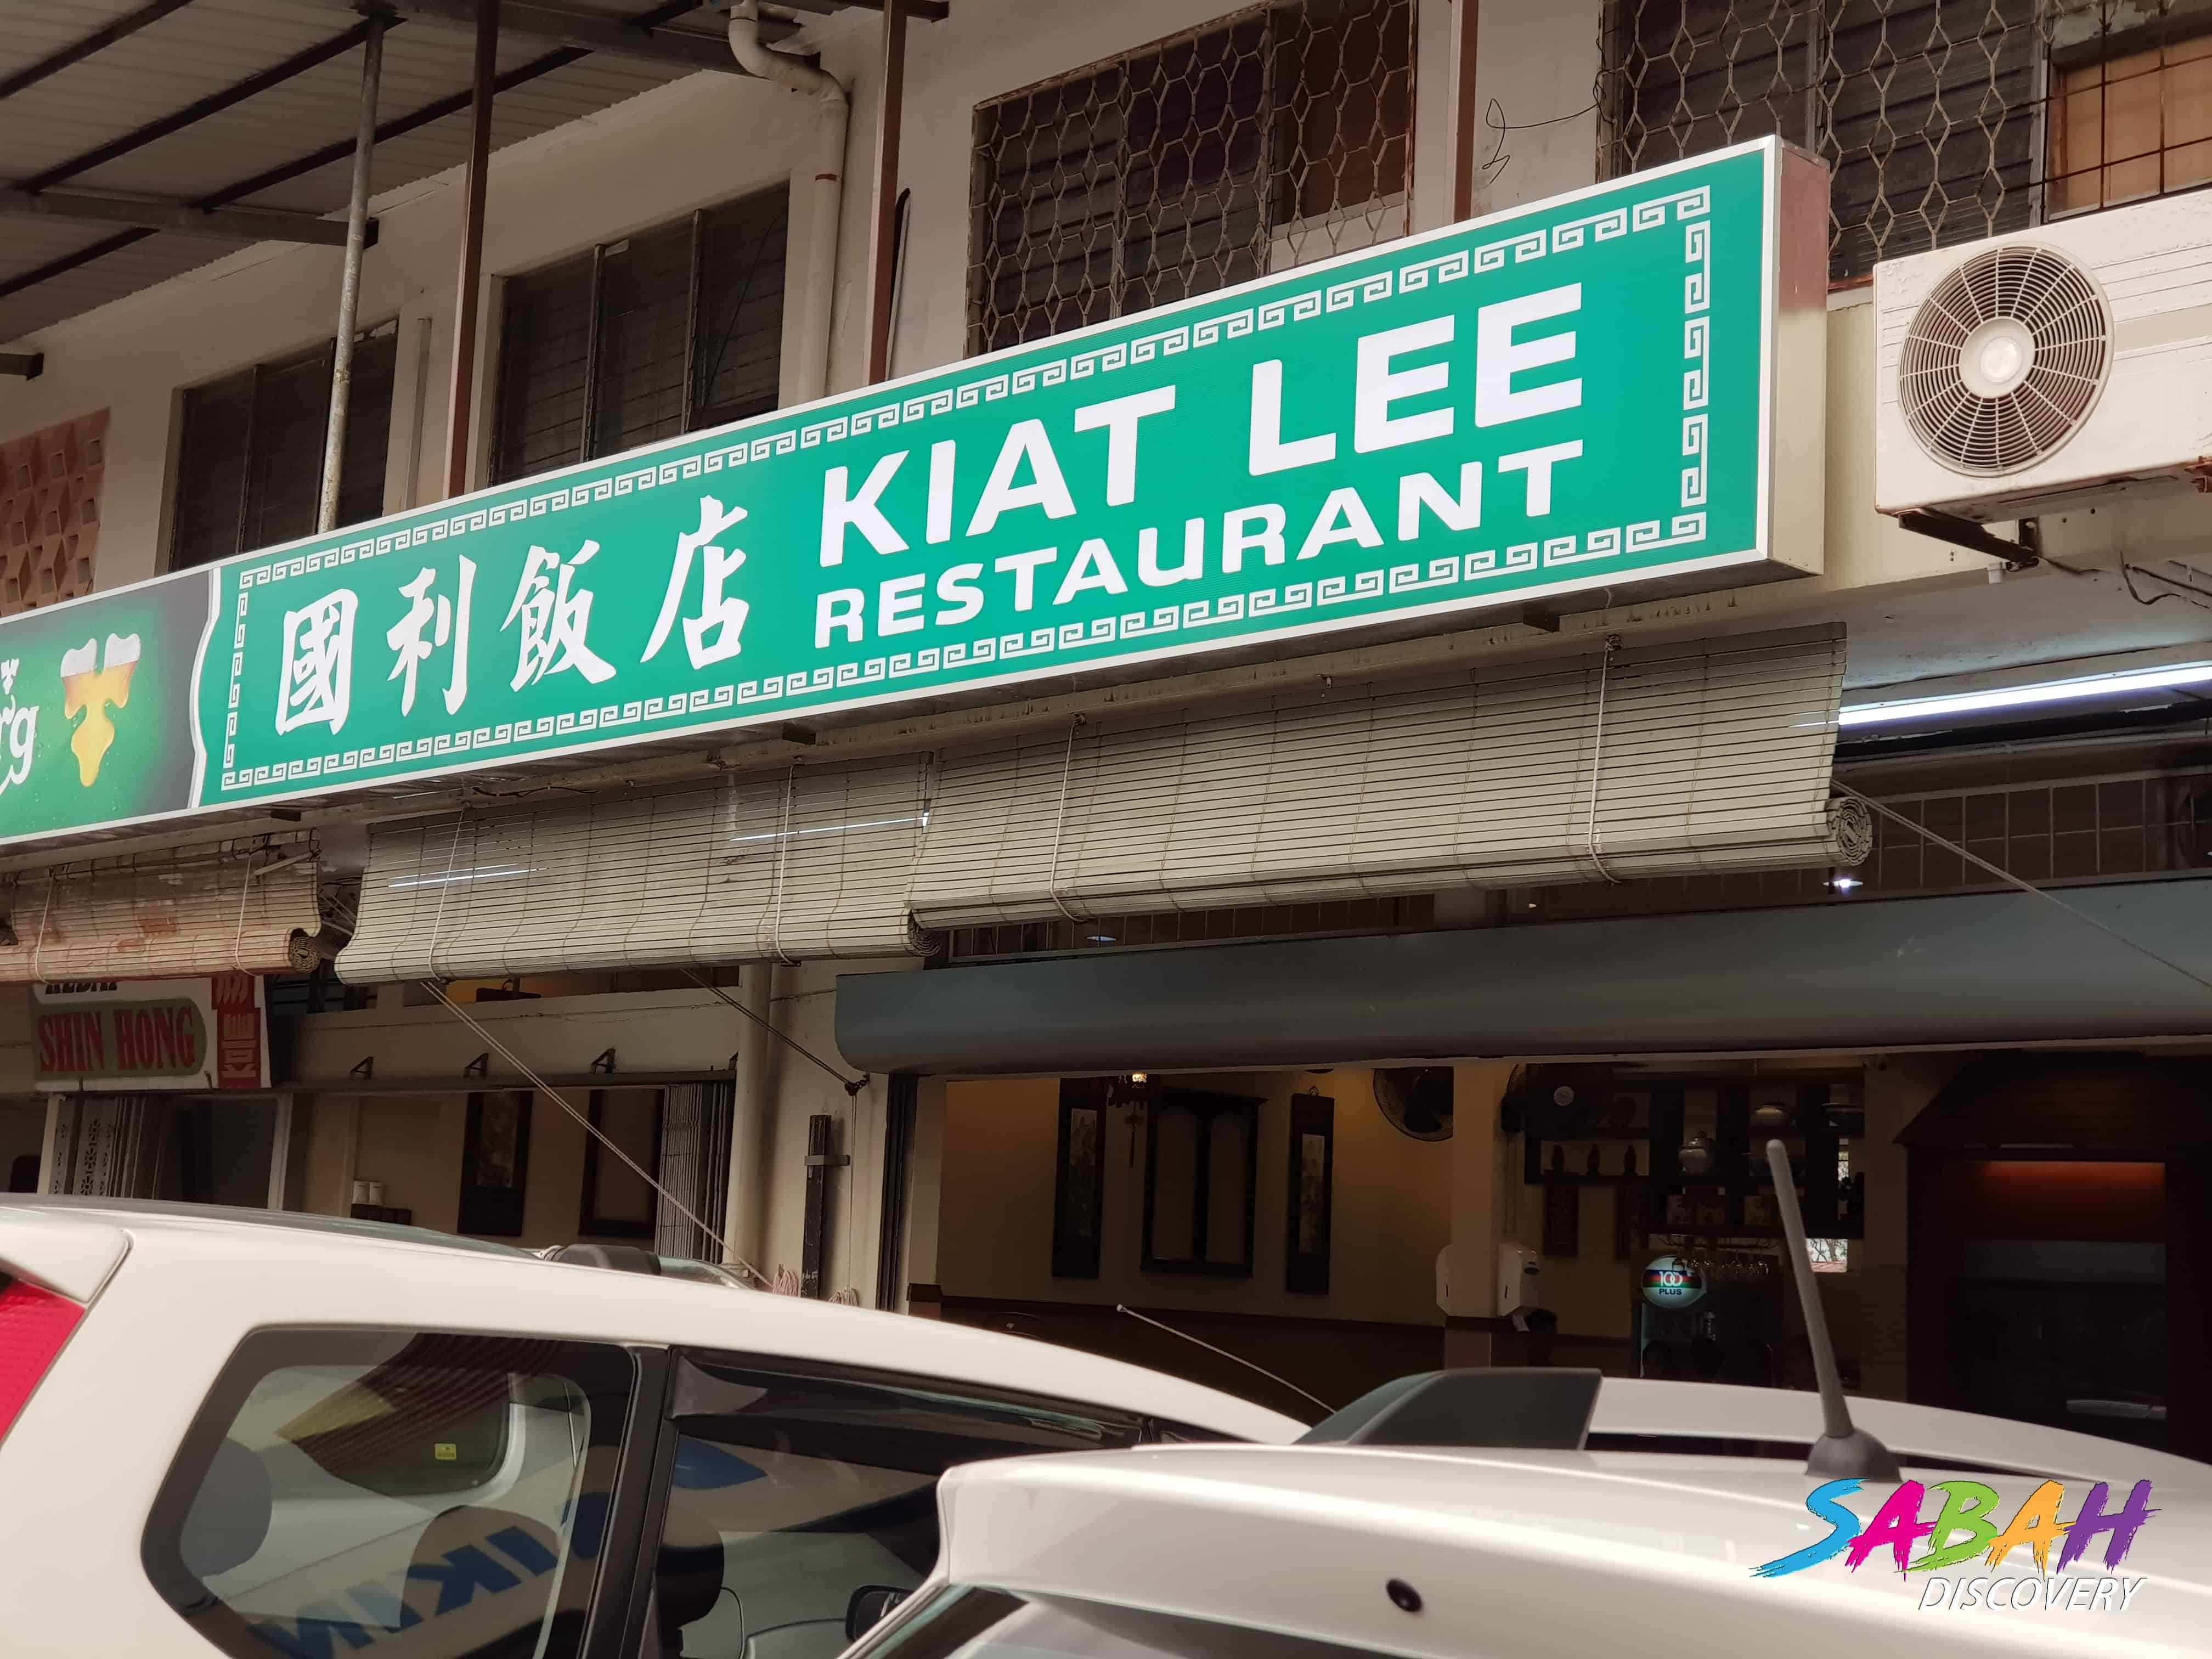 國利飯店
KIAT LEE
RESTAURANT
SHIN HONG
100
PLUS
SABAH
DISCOVERY